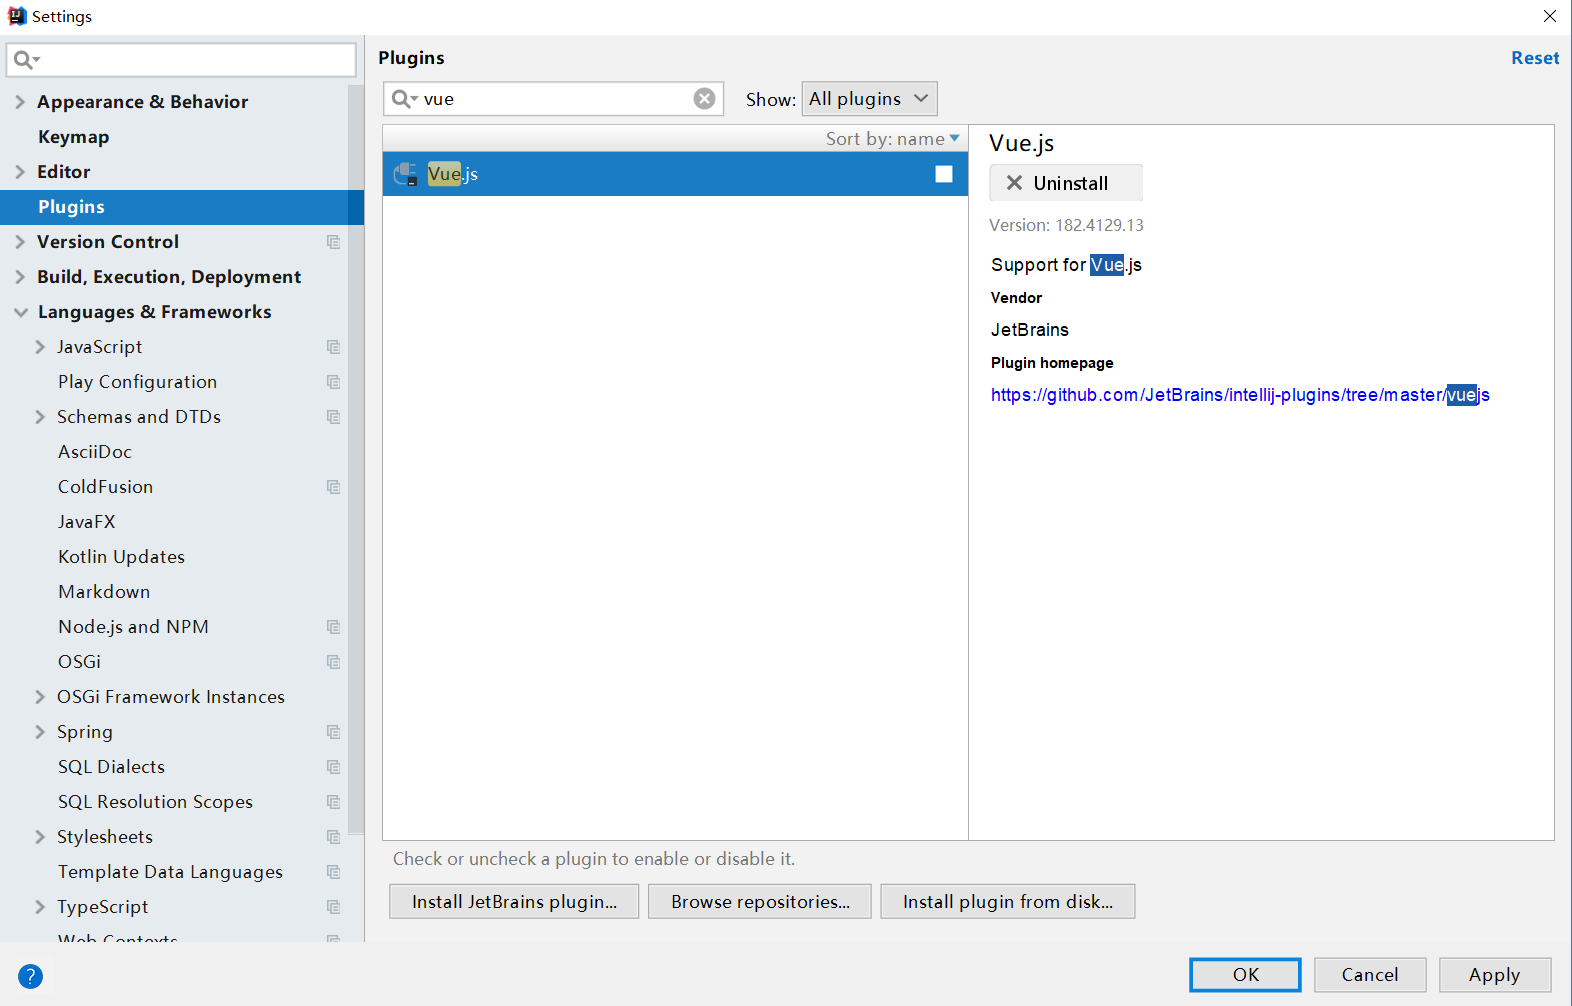 Settings
Plugins
Reset
vue
Show: All plugins
Appearance & Behavior
Keymap
Editor
Plugins
Version Control
Build, Execution, Deployment
Languages & Frameworks
JavaScript
Play Configuration
Schemas and DTDs
AsciiDoc
ColdFusion
JavaFX
Kotlin Updates
Markdown
Node.js and NPM
OSGi
OSGi Framework Instances
Spring
SQL Dialects
SQL Resolution Scopes
Stylesheets
Template Data Languages
TypeScript
Web Contexts
Sort by: name
Vue.js
Vue.js
Uninstall
Version: 182.4129.13
Support for Vue.js
Vendor
JetBrains
Plugin homepage
https://github.com/JetBrains/intellij-plugins/tree/master/vuejs
Check or uncheck a plugin to enable or disable it.
Install JetBrains plugin...
Browse repositories...
Install plugin from disk...
?
OK
Cancel
Apply